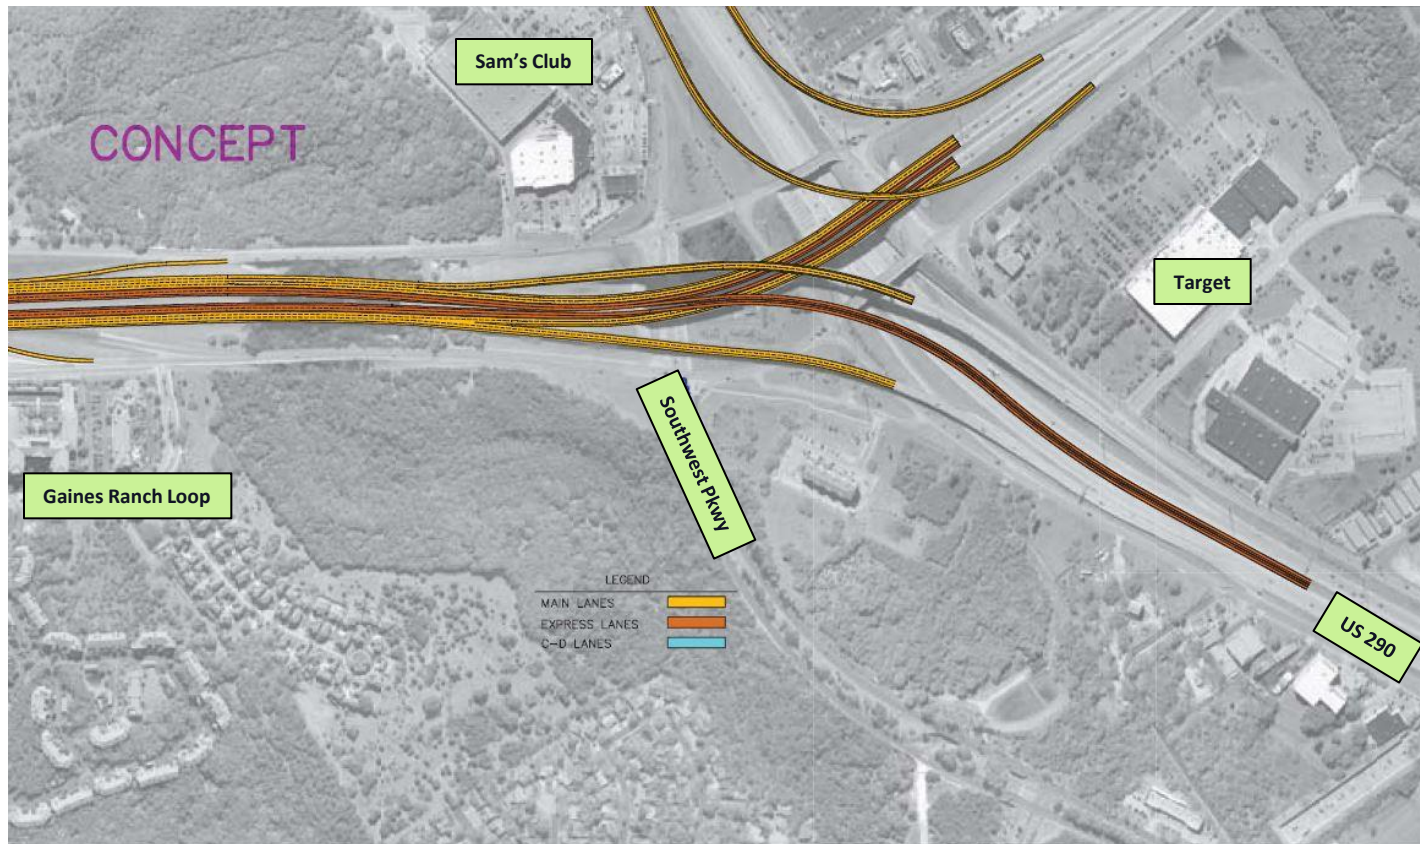 Sam's Club
CONCEPT
Target
Southwest Pkwy
Gaines Ranch Loop
LEGEND
MAIN LANES
EXPRESS LANES
C-D LANES
US 290